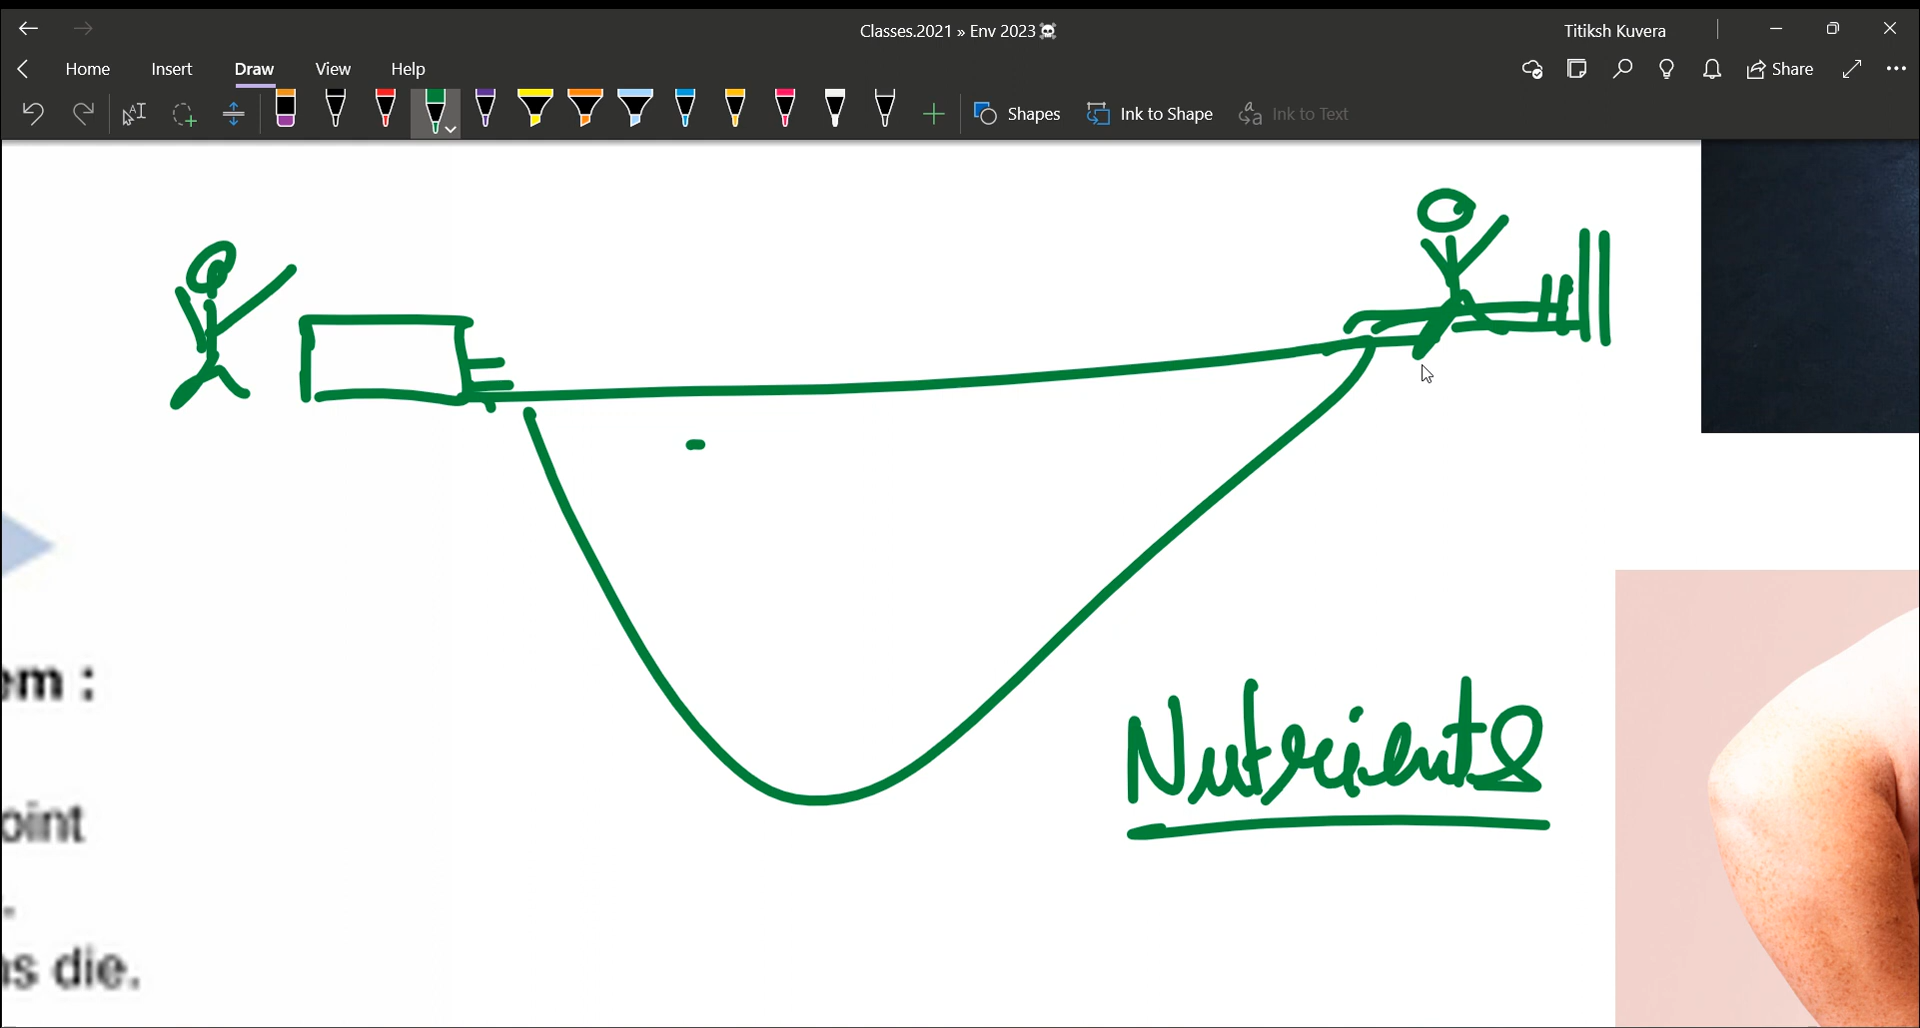 Classes.2021 » Env 2023☠ Titiksh Kuvera
Home Insert Draw View Help Share
Shapes Ink to Shape Ink to Text
em :
Nutrients
oint
s die.